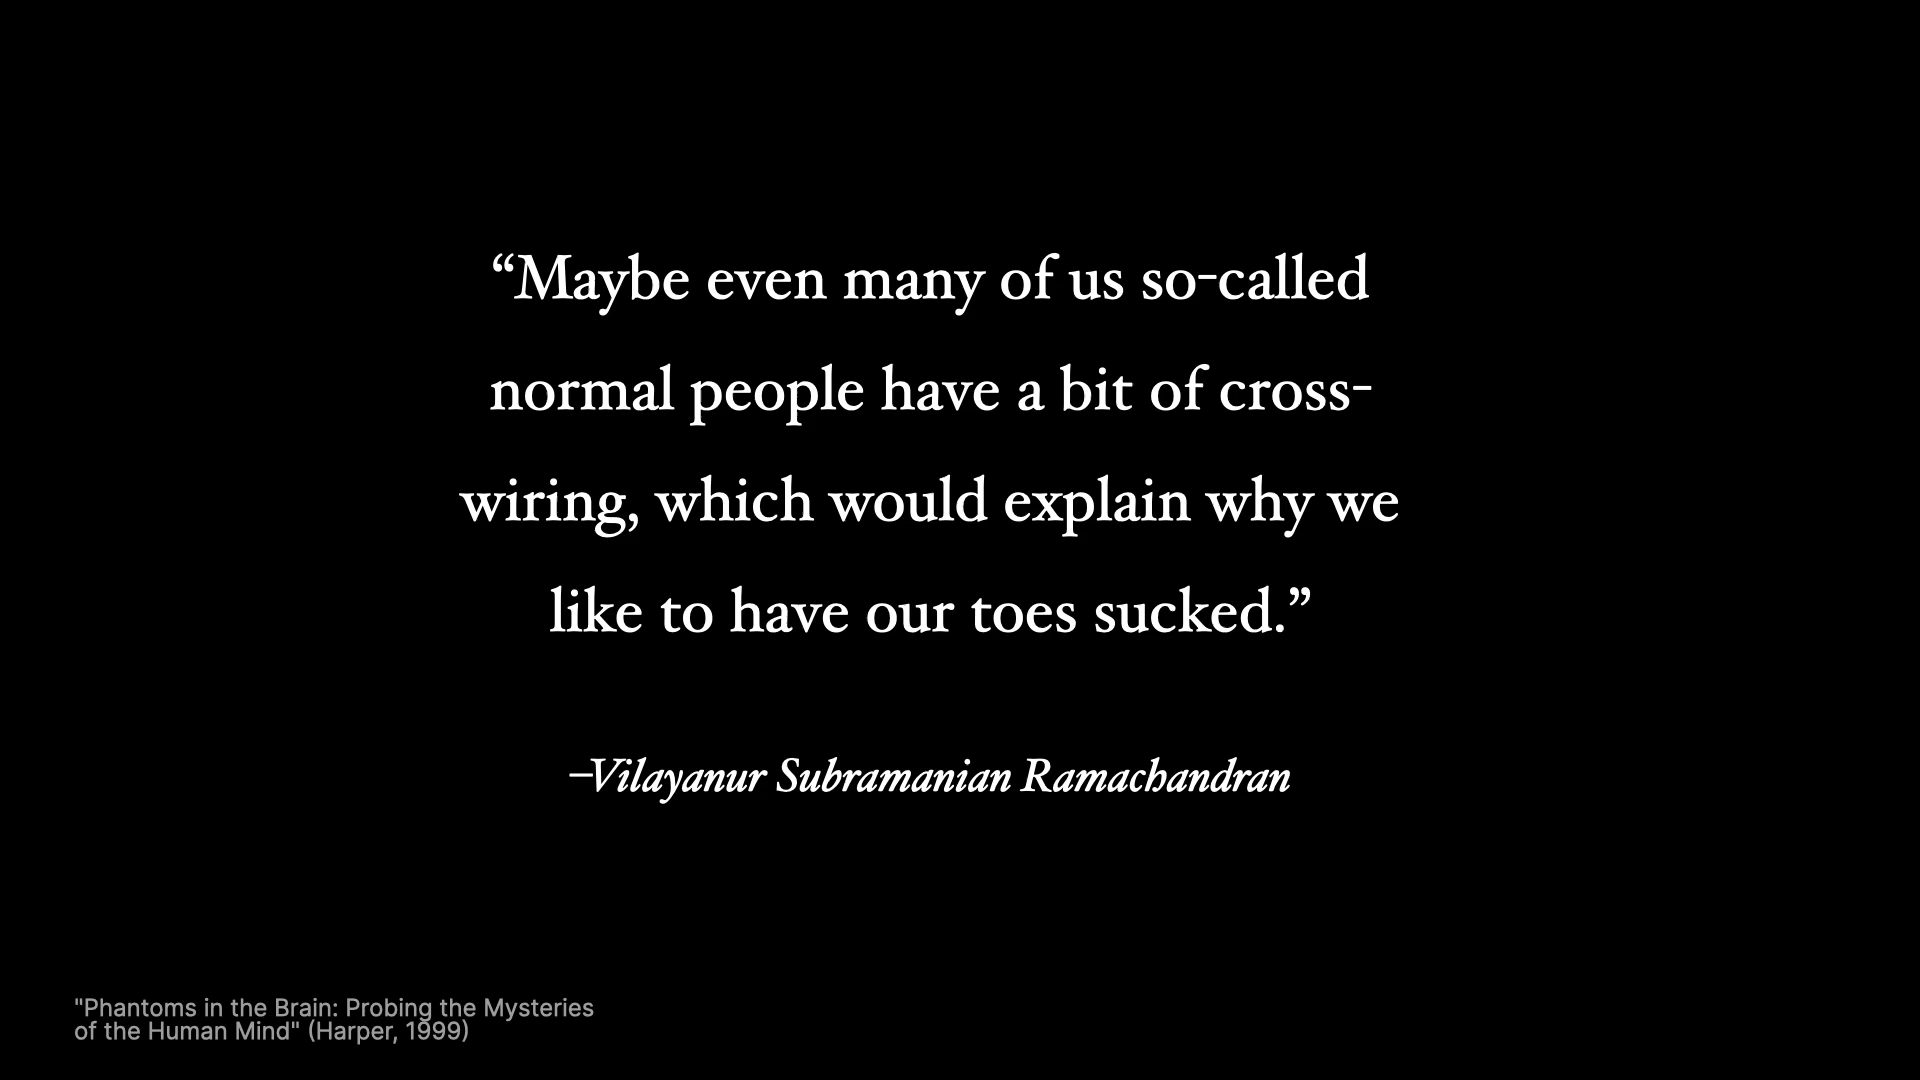 “Maybe even many of us so-called
normal people have a bit of cross-
wiring, which would explain why we
like to have our toes sucked.”
–Vilayanur Subramanian Ramachandran
"Phantoms in the Brain: Probing the Mysteries
of the Human Mind" (Harper, 1999)